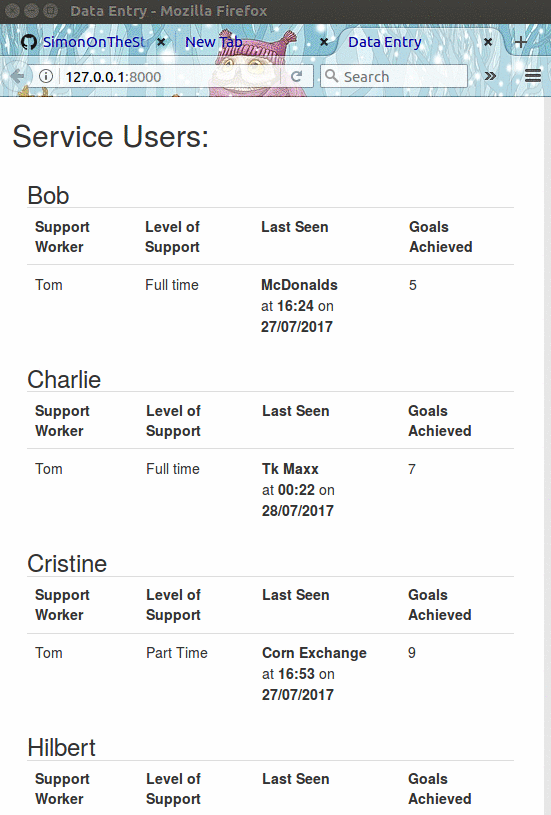 Data Entry - Mozilla Firefox
SimonOnTheSt
New Tab
Data Entry
127.0.0.1:8000
Search
Service Users:
Bob
Support Worker Level of Support Last Seen Goals Achieved
Tom Full time McDonalds 5
at 16:24 on
27/07/2017
Charlie
Support Worker Level of Support Last Seen Goals Achieved
Tom Full time Tk Maxx 7
at 00:22 on
28/07/2017
Cristine
Support Worker Level of Support Last Seen Goals Achieved
Tom Part Time Corn Exchange 9
at 16:53 on
27/07/2017
Hilbert
Support Worker Level of Support Last Seen Goals Achieved